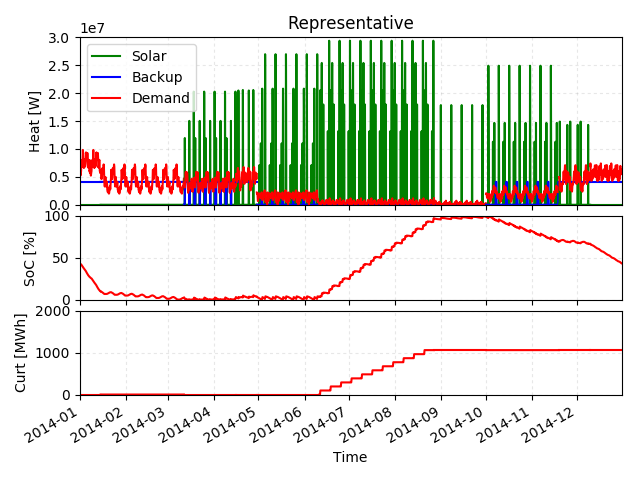 Representative
1e7
3.0
2.5
2.0
1.5
1.0
0.5
0.0
Heat [W]
Solar
Backup
Demand
100
50
0
SoC [%]
2000
1000
0
Curt [MWh]
2014-01
2014-02
2014-03
2014-04
2014-05
2014-06
2014-07
2014-08
2014-09
2014-10
2014-11
2014-12
Time